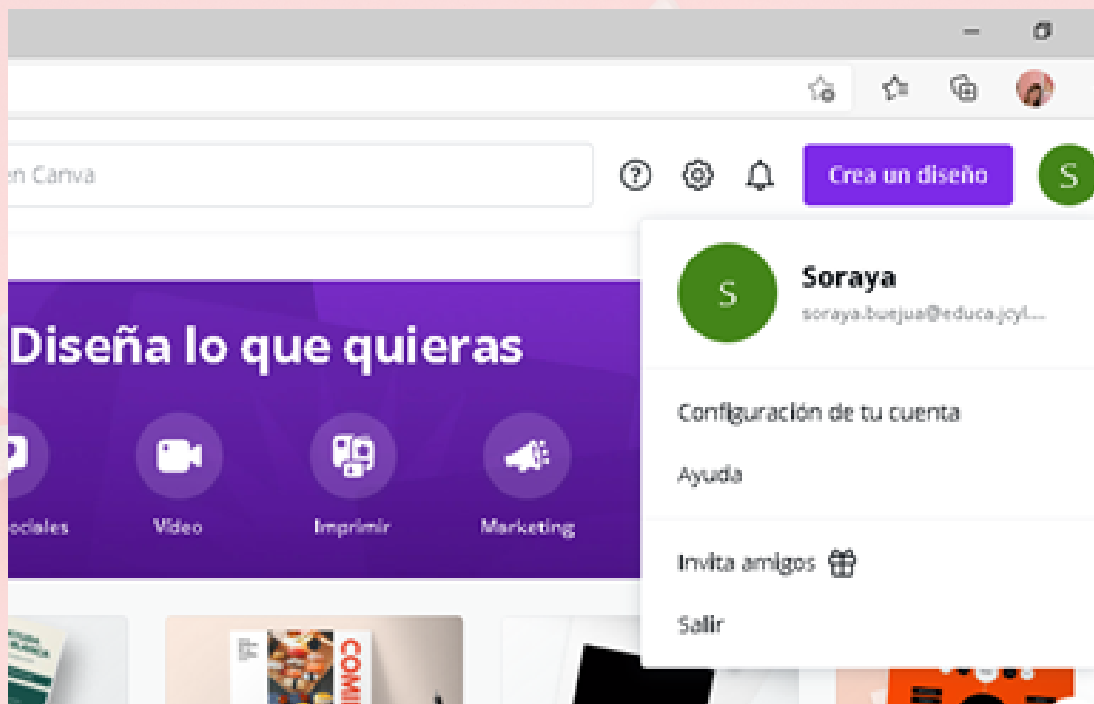 en Canva
Crea un diseño
S
S
Soraya
soraya.buejua@educa.jcyl....
Diseña lo que quieras
Configuración de tu cuenta
Ayuda
ociales
Vídeo
Imprimir
Marketing
Invita amigos
Salir
COMI